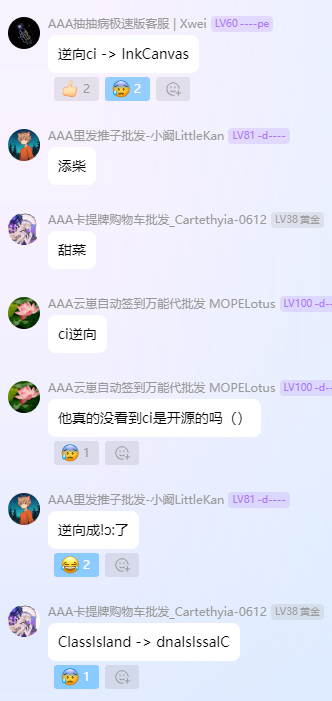 AAA抽抽病极速版客服 | Xwei LV60 ----pe
逆向ci -> InkCanvas
2 2
AAA里发推子批发-小阚LittleKan LV81 -d----
添柴
AAA卡提牌购物车批发_Cartethyia-0612 LV38 黄金
甜菜
AAA云崽自动签到万能代批发 MOPELotus LV100 -d--
ci逆向
AAA云崽自动签到万能代批发 MOPELotus LV100 -d--
他真的没看到ci是开源的吗（）
1
AAA里发推子批发-小阚LittleKan LV81 -d----
逆向成!ɔ:了
2
AAA卡提牌购物车批发_Cartethyia-0612 LV38 黄金
ClassIsland -> dnalsIssalC
1